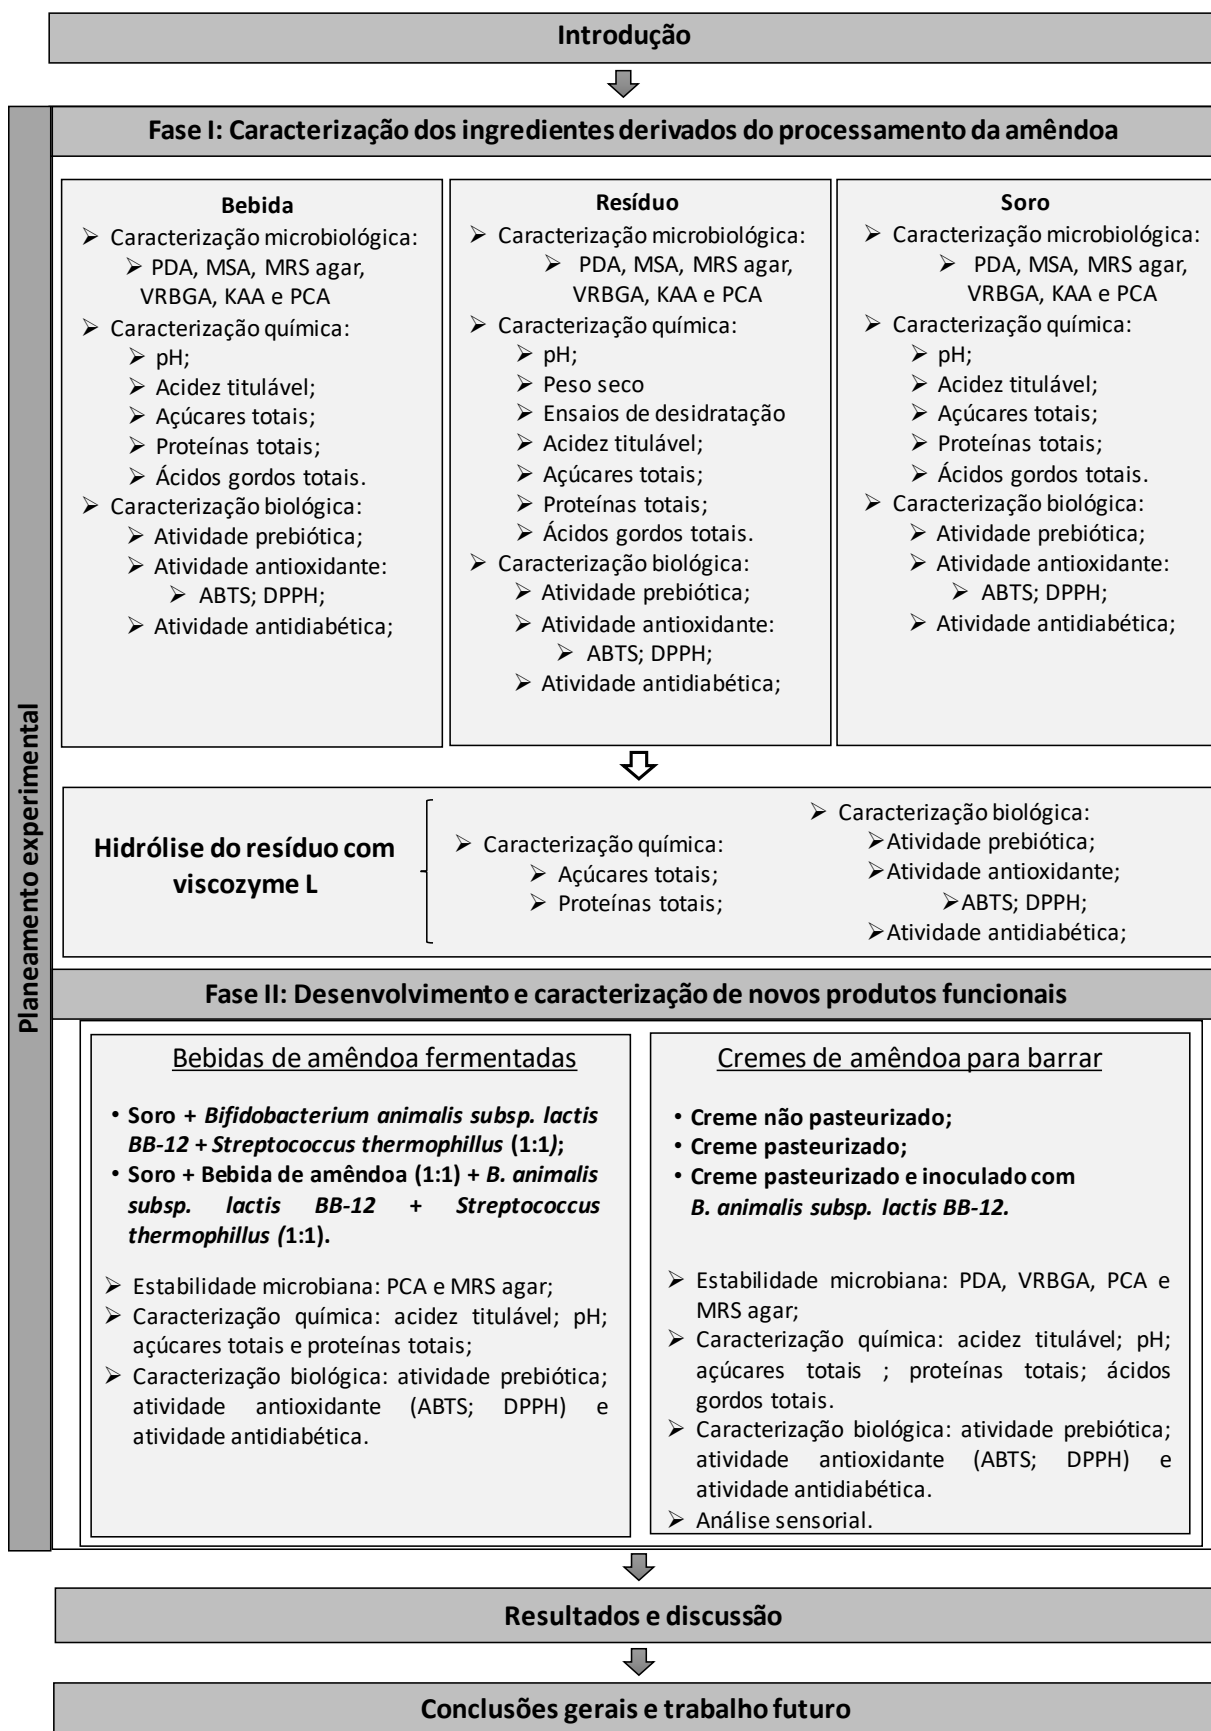 Introdução
Planeamento experimental
Fase I: Caracterização dos ingredientes derivados do processamento da amêndoa
Bebida
➢ Caracterização microbiológica:
➢ PDA, MSA, MRS agar,
VRBGA, KAA e PCA
➢ Caracterização química:
➢ pH;
➢ Acidez titulável;
➢ Açúcares totais;
➢ Proteínas totais;
➢ Ácidos gordos totais.
➢ Caracterização biológica:
➢ Atividade prebiótica;
➢ Atividade antioxidante:
➢ ABTS; DPPH;
➢ Atividade antidiabética;
Resíduo
➢ Caracterização microbiológica:
➢ PDA, MSA, MRS agar,
VRBGA, KAA e PCA
➢ Caracterização química:
➢ pH;
➢ Peso seco
➢ Ensaios de desidratação
➢ Acidez titulável;
➢ Açúcares totais;
➢ Proteínas totais;
➢ Ácidos gordos totais.
➢ Caracterização biológica:
➢ Atividade prebiótica;
➢ Atividade antioxidante:
➢ ABTS; DPPH;
➢ Atividade antidiabética;
Soro
➢ Caracterização microbiológica:
➢ PDA, MSA, MRS agar,
VRBGA, KAA e PCA
➢ Caracterização química:
➢ pH;
➢ Acidez titulável;
➢ Açúcares totais;
➢ Proteínas totais;
➢ Ácidos gordos totais.
➢ Caracterização biológica:
➢ Atividade prebiótica;
➢ Atividade antioxidante:
➢ ABTS; DPPH;
➢ Atividade antidiabética;
Hidrólise do resíduo com
viscozyme L
➢ Caracterização química:
➢ Açúcares totais;
➢ Proteínas totais;
➢ Caracterização biológica:
➢Atividade prebiótica;
➢Atividade antioxidante;
➢ABTS; DPPH;
➢Atividade antidiabética;
Fase II: Desenvolvimento e caracterização de novos produtos funcionais
Bebidas de amêndoa fermentadas
• Soro + Bifidobacterium animalis subsp. lactis
BB-12 + Streptococcus thermophillus (1:1);
• Soro + Bebida de amêndoa (1:1) + B. animalis
subsp. lactis BB-12 + Streptococcus
thermophillus (1:1).
➢ Estabilidade microbiana: PCA e MRS agar;
➢ Caracterização química: acidez titulável; pH;
açúcares totais e proteínas totais;
➢ Caracterização biológica: atividade prebiótica;
atividade antioxidante (ABTS; DPPH) e
atividade antidiabética.
Cremes de amêndoa para barrar
• Creme não pasteurizado;
• Creme pasteurizado;
• Creme pasteurizado e inoculado com
B. animalis subsp. lactis BB-12.
➢ Estabilidade microbiana: PDA, VRBGA, PCA e
MRS agar;
➢ Caracterização química: acidez titulável; pH;
açúcares totais ; proteínas totais; ácidos
gordos totais.
➢ Caracterização biológica: atividade prebiótica;
atividade antioxidante (ABTS; DPPH) e
atividade antidiabética.
➢ Análise sensorial.
Resultados e discussão
Conclusões gerais e trabalho futuro